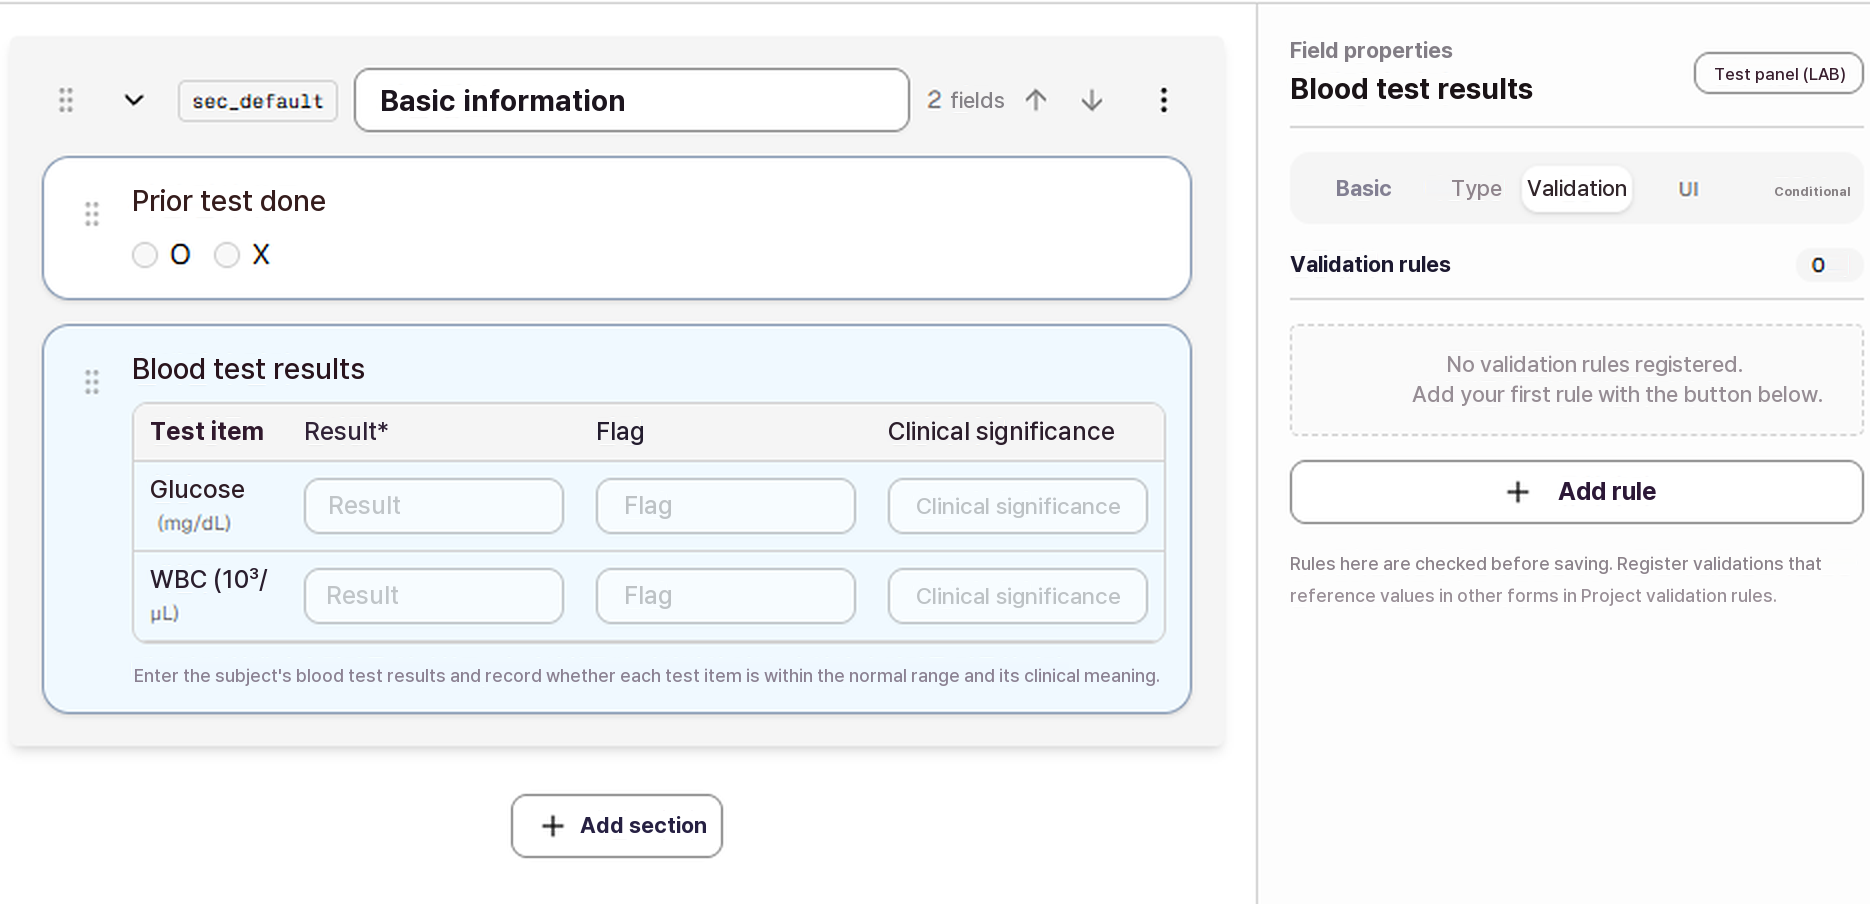 sec_default
Basic information
2 fields
Prior test done
O X
Blood test results
Test item Result* Flag Clinical significance
Glucose
(mg/dL)
Result Flag Clinical significance
WBC (10³/
μL)
Result Flag Clinical significance
Enter the subject's blood test results and record whether each test item is within the normal range and its clinical meaning.
Add section
Field properties
Blood test results
Test panel (LAB)
Basic Type Validation UI Conditional
Validation rules 0
No validation rules registered.
Add your first rule with the button below.
Add rule
Rules here are checked before saving. Register validations that
reference values in other forms in Project validation rules.